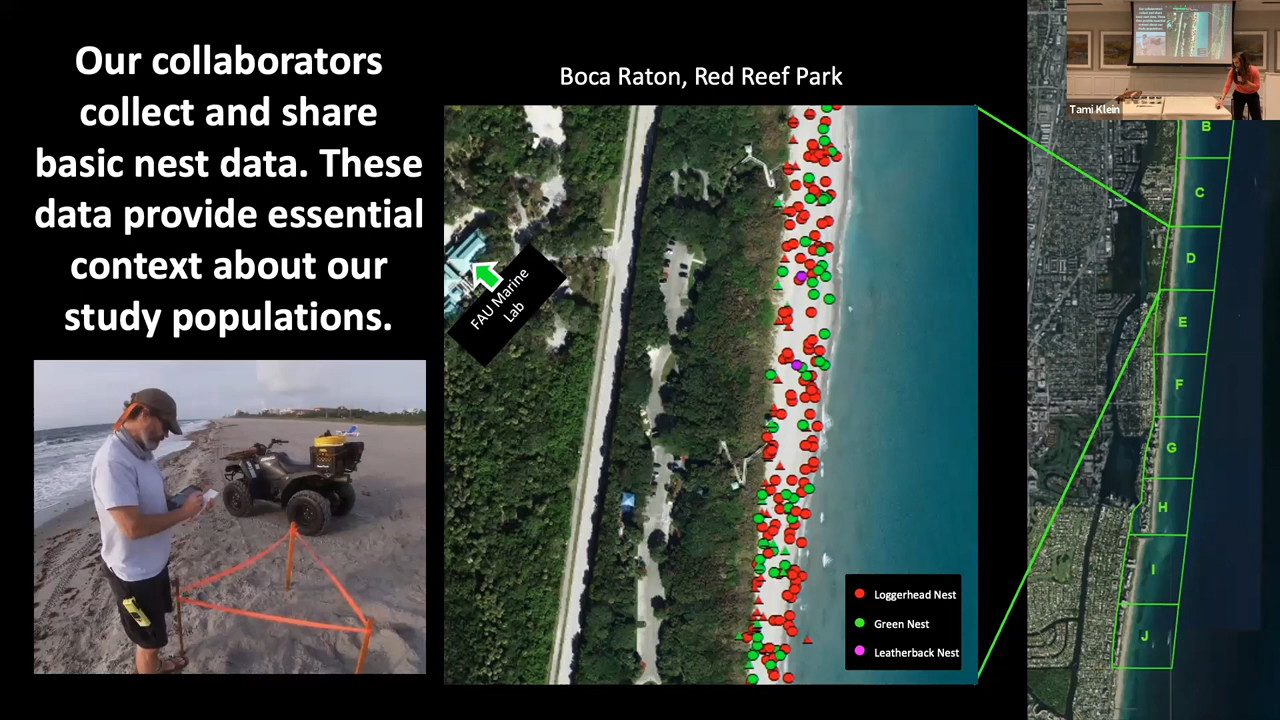 Our collaborators
collect and share
basic nest data. These
data provide essential
context about our
study populations.
Boca Raton, Red Reef Park
FAU Marine
Lab
Loggerhead Nest
Green Nest
Leatherback Nest
Tami Klein
B
C
D
E
F
G
H
I
J